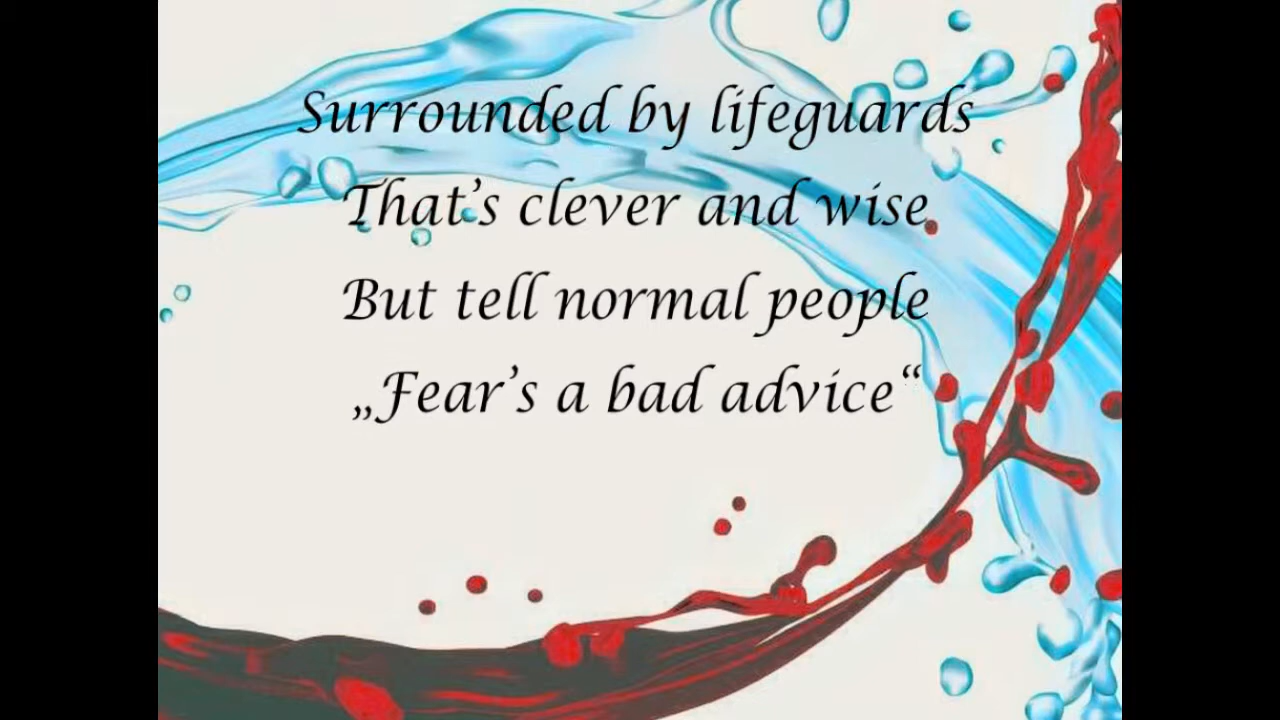 Surrounded by lifeguards
That’s clever and wise
But tell normal people
„Fear’s a bad advice“